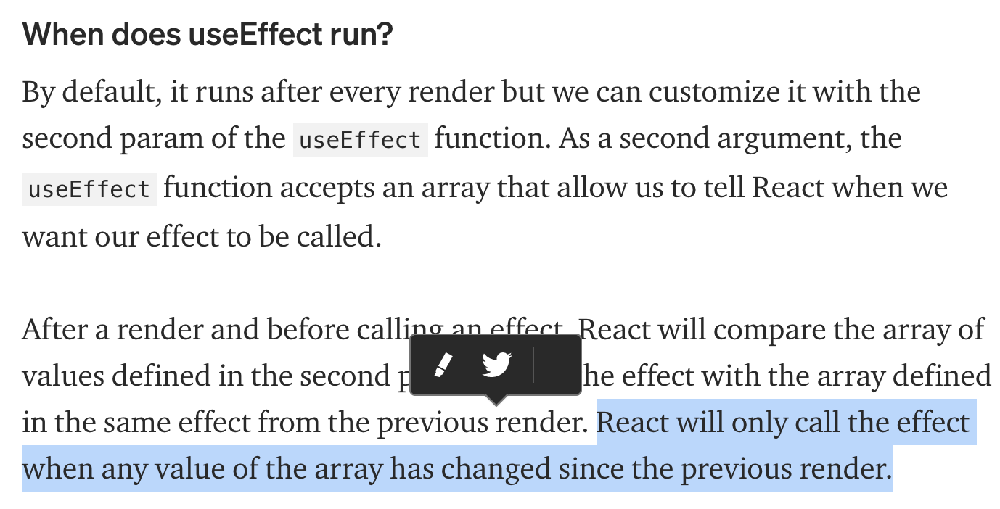 When does useEffect run?
By default, it runs after every render but we can customize it with the
second param of the useEffect function. As a second argument, the
useEffect function accepts an array that allow us to tell React when we
want our effect to be called.
After a render and before calling an effect, React will compare the array of
values defined in the second he effect with the array defined
in the same effect from the previous render. React will only call the effect
when any value of the array has changed since the previous render.